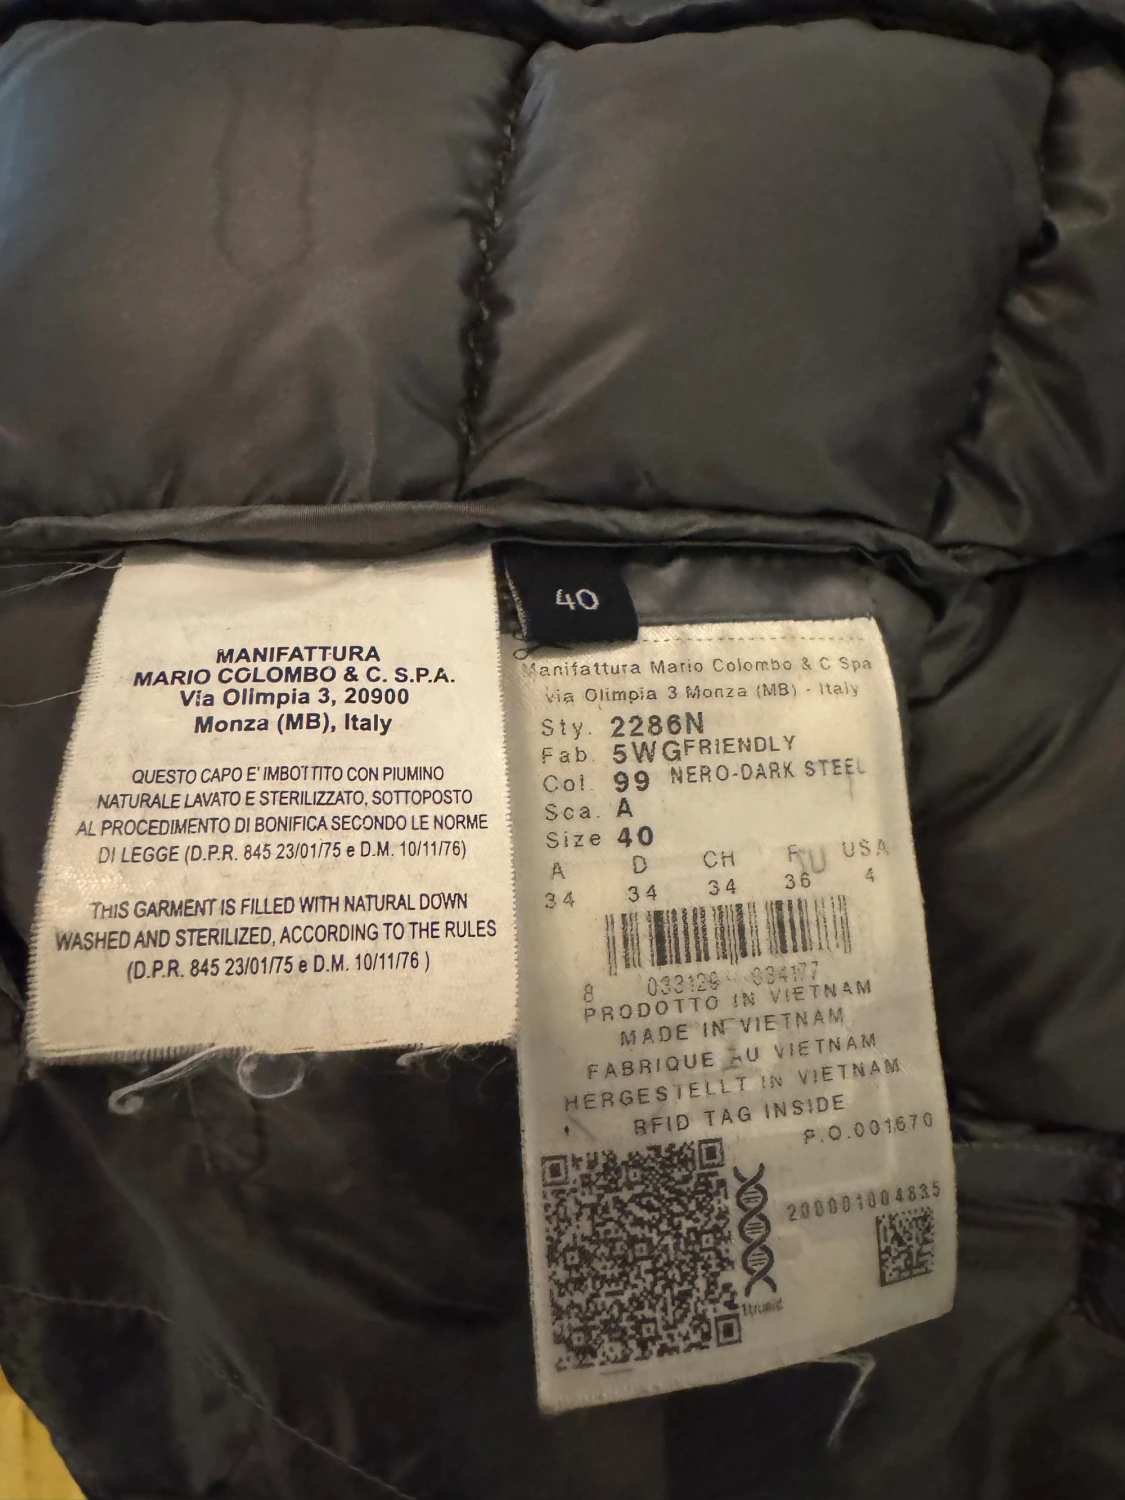 MANIFATTURA
MARIO COLOMBO & C. S.P.A.
Via Olimpia 3, 20900
Monza (MB), Italy
QUESTO CAPO E' IMBOTTITO CON PIUMINO
NATURALE LAVATO E STERILIZZATO, SOTTOPOSTO
AL PROCEDIMENTO DI BONIFICA SECONDO LE NORME
DI LEGGE (D.P.R. 845 23/01/75 e D.M. 10/11/76)
THIS GARMENT IS FILLED WITH NATURAL DOWN
WASHED AND STERILIZED, ACCORDING TO THE RULES
(D.P.R. 845 23/01/75 e D.M. 10/11/76 )
40
Manifattura Mario Colombo & C Spa
Via Olimpia 3 Monza (MB) - Italy
Sty. 2286N
Fab. 5WGFRIENDLY
Col. 99 NERO-DARK STEEL
Sca. A
Size 40
A D CH F USA
34 34 34 36 4
8 033129 034177
PRODOTTO IN VIETNAM
MADE IN VIETNAM
FABRIQUE AU VIETNAM
HERGESTELLT IN VIETNAM
RFID TAG INSIDE
P.O.001670
200001004835